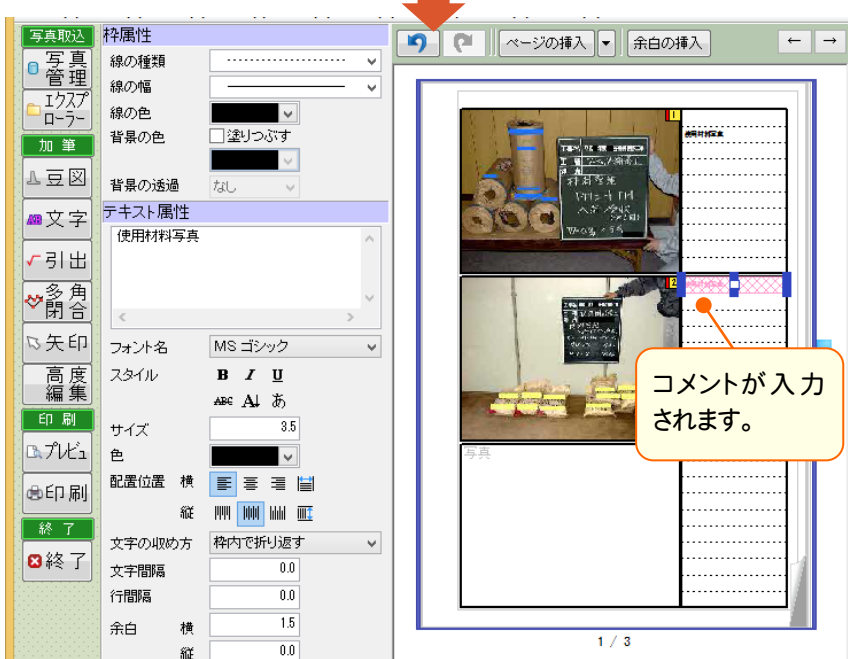 写真取込
写真管理
エクスプローラー
加 筆
豆図
文字
引出
多角閉合
矢印
高度編集
印 刷
プレビュ
印刷
終 了
終了
枠属性
線の種類
線の幅
線の色
背景の色 塗りつぶす
背景の透過 なし
テキスト属性
使用材料写真
フォント名 MS ゴシック
スタイル B I U
ABC A あ
サイズ 3.5
色
配置位置 横
縦
文字の収め方 枠内で折り返す
文字間隔 0.0
行間隔 0.0
余白 横 1.5
縦 0.0
ページの挿入 余白の挿入 ← →
1
使用材料写真
2
使用材料写真
コメントが入力
されます。
写真
1 / 3